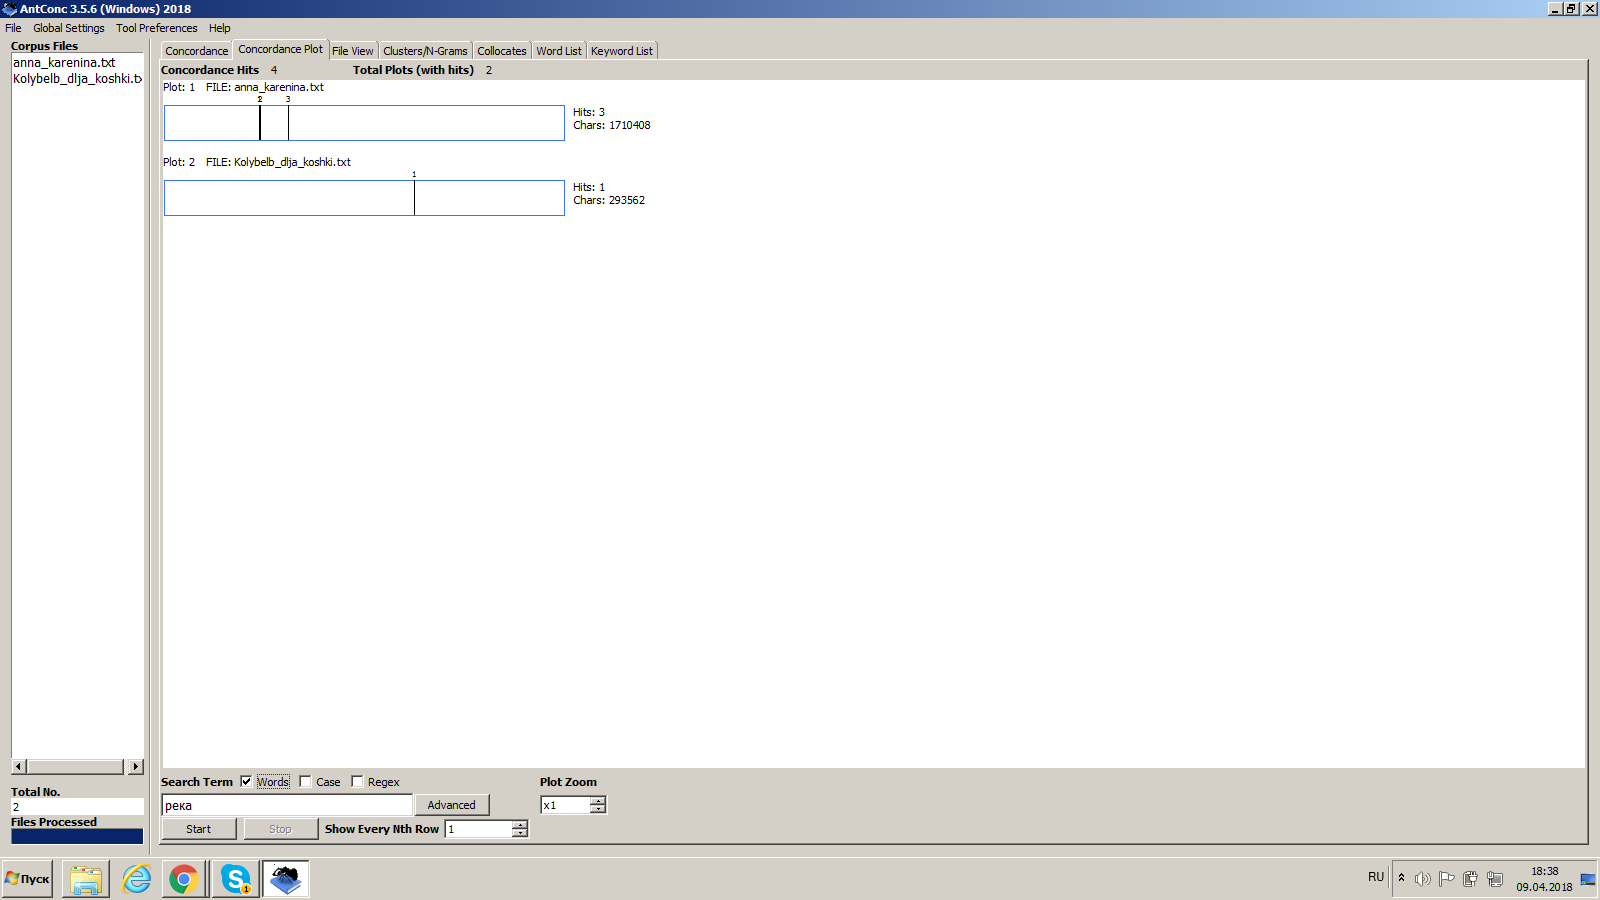 AntConc 3.5.6 (Windows) 2018
File Global Settings Tool Preferences Help
Corpus Files
anna_karenina.txt
Kolybelb_dlja_koshki.tx
Total No.
2
Files Processed
Concordance Concordance Plot File View Clusters/N-Grams Collocates Word List Keyword List
Concordance Hits 4 Total Plots (with hits) 2
Plot: 1 FILE: anna_karenina.txt
2 3
Hits: 3
Chars: 1710408
Plot: 2 FILE: Kolybelb_dlja_koshki.txt
1
Hits: 1
Chars: 293562
Search Term Words Case Regex Plot Zoom
река Advanced x1
Start Stop Show Every Nth Row 1
Пуск
1
RU
18:38
09.04.2018